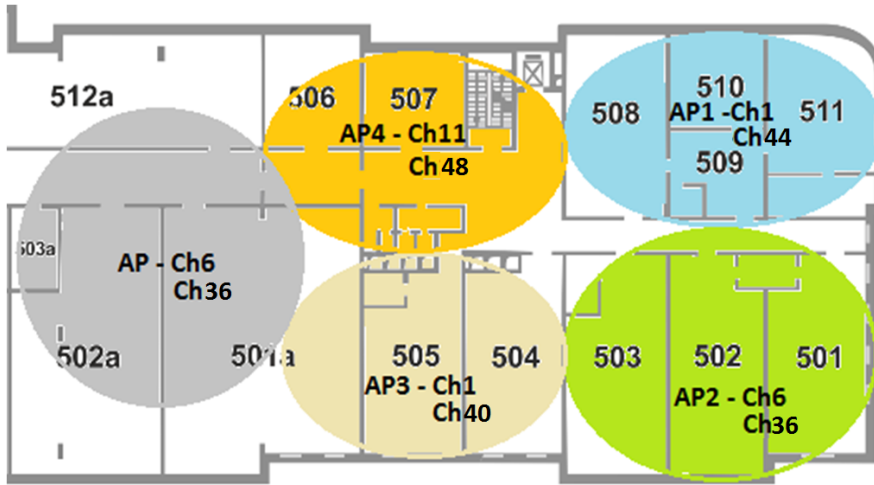 512a
506
507
AP4 - Ch11
Ch48
508
510
AP1 -Ch1
Ch44
511
509
503a
AP - Ch6
Ch36
502a
501a
505
504
AP3 - Ch1
Ch40
503
502
501
AP2 - Ch6
Ch36